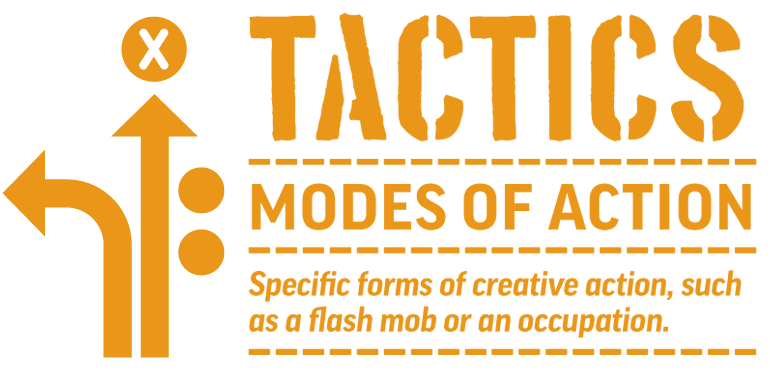 X
TACTICS
MODES OF ACTION
Specific forms of creative action, such
as a flash mob or an occupation.